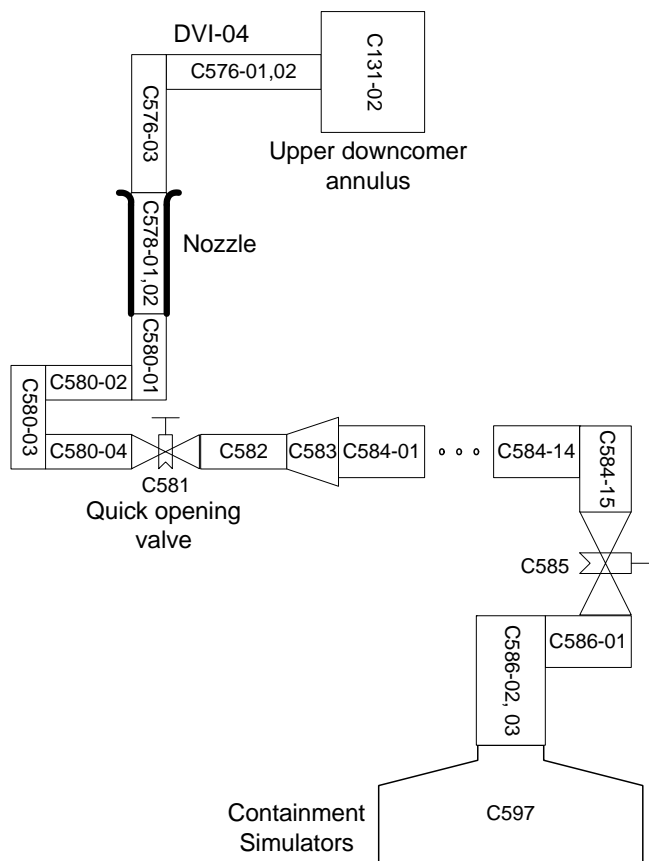 DVI-04
C576-01,02
C131-02
C576-03
Upper downcomer
annulus
C578-01,02
Nozzle
C580-01
C580-02
C580-03
C580-04
C581
Quick opening
valve
C582
C583
C584-01
C584-14
C584-15
C585
C586-01
C586-02, 03
Containment
Simulators
C597